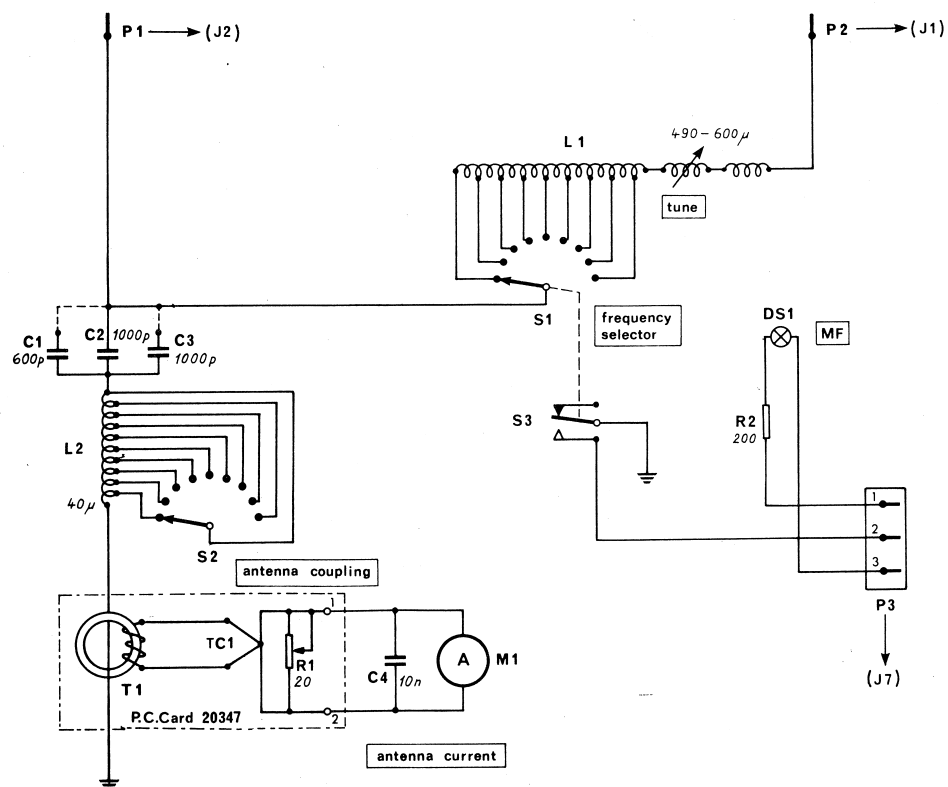 P1 → (J2)
P2 → (J1)
490–600µ
L1
tune
S1
frequency
selector
DS1
MF
C1
600p
C2
1000p
C3
1000p
S3
R2
200
L2
40µ
1
2
3
S2
antenna coupling
P3
1
TC1
R1
20
C4
10n
A
M1
T1
(J7)
P.C.Card 20347
2
antenna current